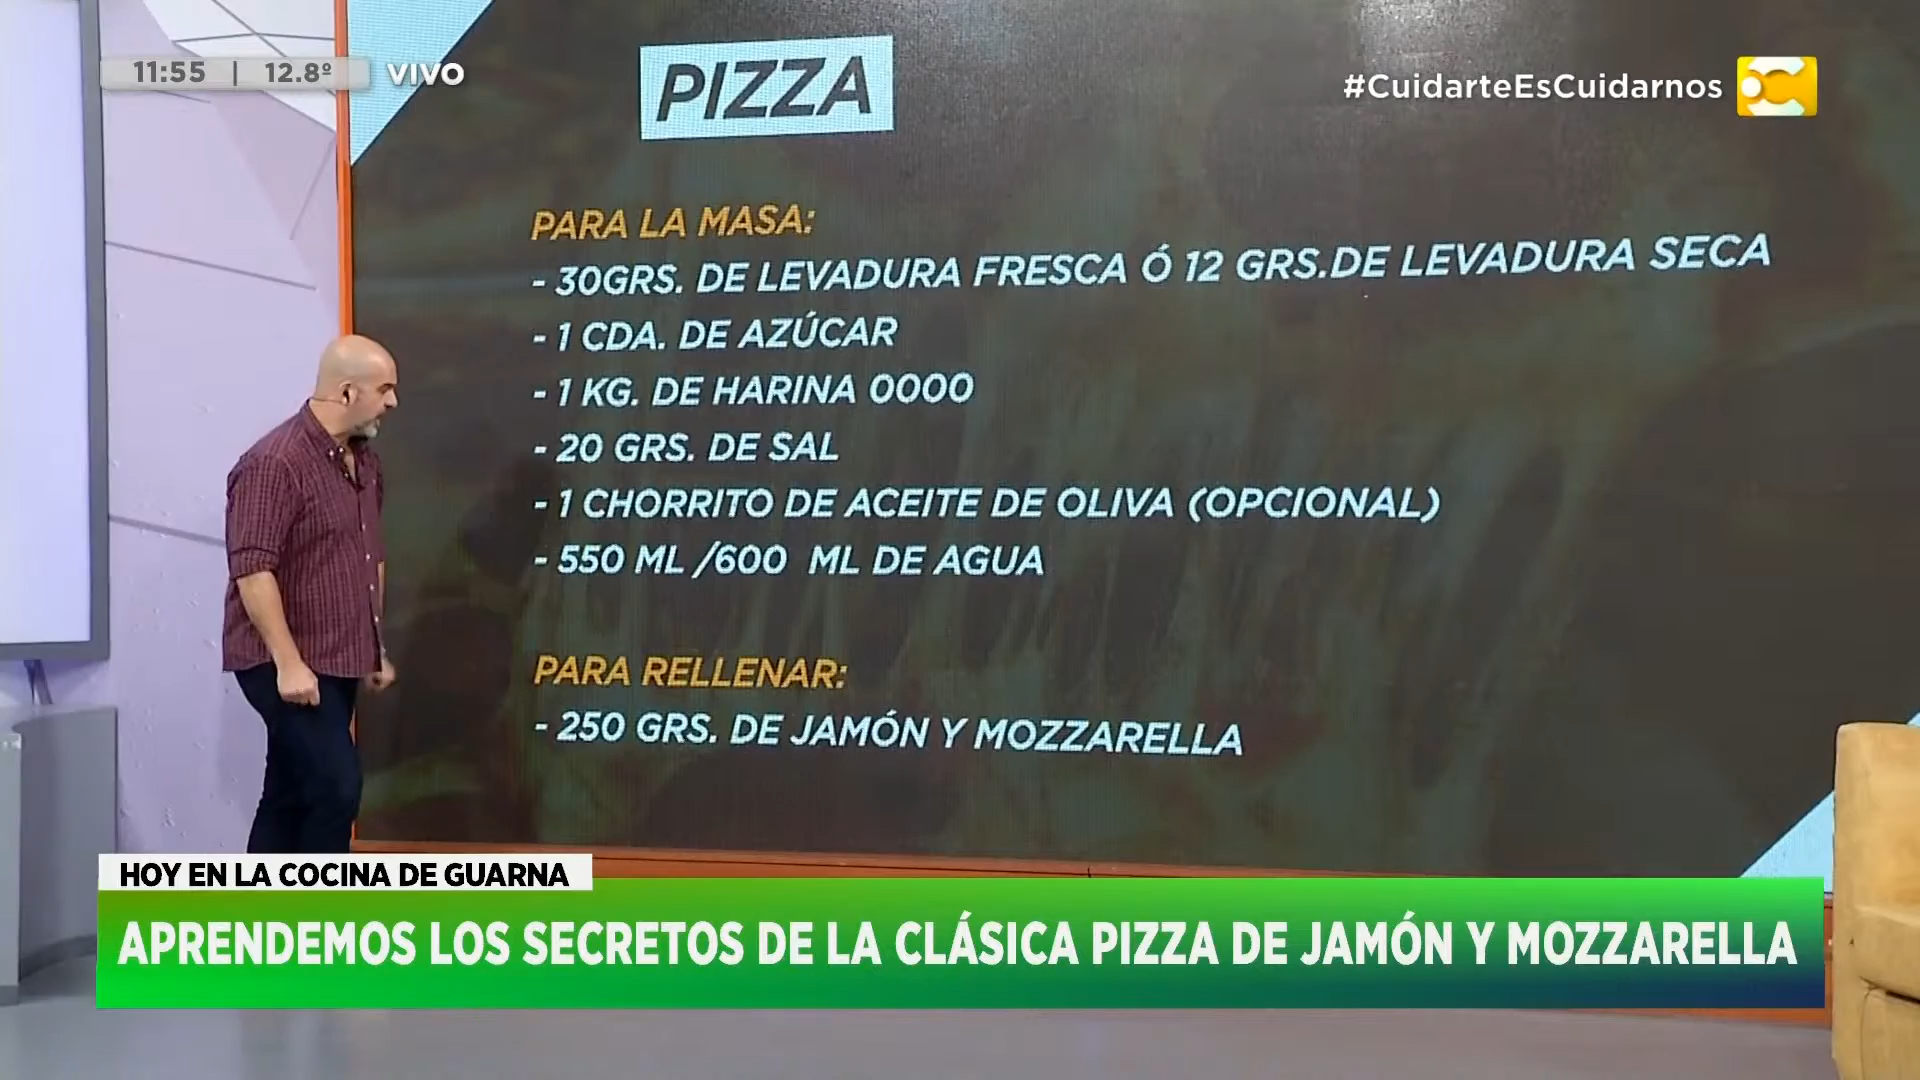 11:55 | 12.8º VIVO
#CuidarteEsCuidarnos
PIZZA
PARA LA MASA:
- 30GRS. DE LEVADURA FRESCA Ó 12 GRS.DE LEVADURA SECA
- 1 CDA. DE AZÚCAR
- 1 KG. DE HARINA 0000
- 20 GRS. DE SAL
- 1 CHORRITO DE ACEITE DE OLIVA (OPCIONAL)
- 550 ML /600 ML DE AGUA
PARA RELLENAR:
- 250 GRS. DE JAMÓN Y MOZZARELLA
HOY EN LA COCINA DE GUARNA
APRENDEMOS LOS SECRETOS DE LA CLÁSICA PIZZA DE JAMÓN Y MOZZARELLA